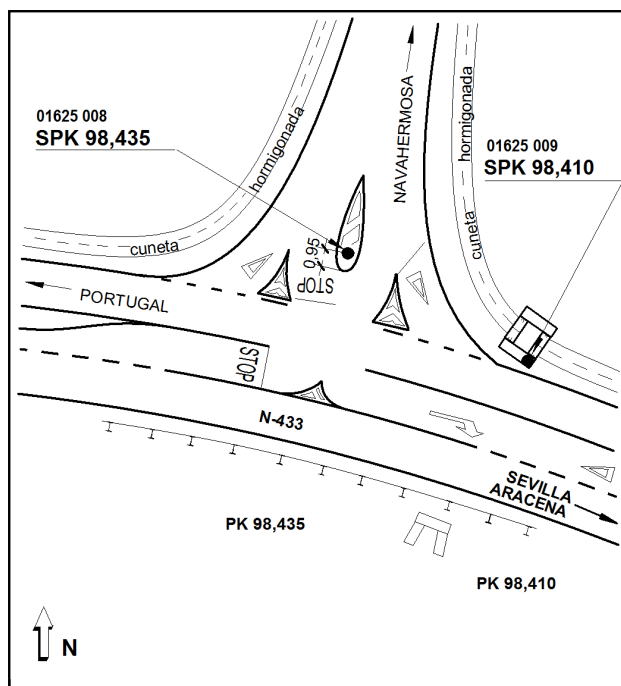 01625 008
SPK 98,435
01625 009
SPK 98,410
NAVAHERMOSA
hormigonada
cuneta
hormigonada
cuneta
0,95
STOP
PORTUGAL
STOP
N-433
SEVILLA
ARACENA
PK 98,435
PK 98,410
N